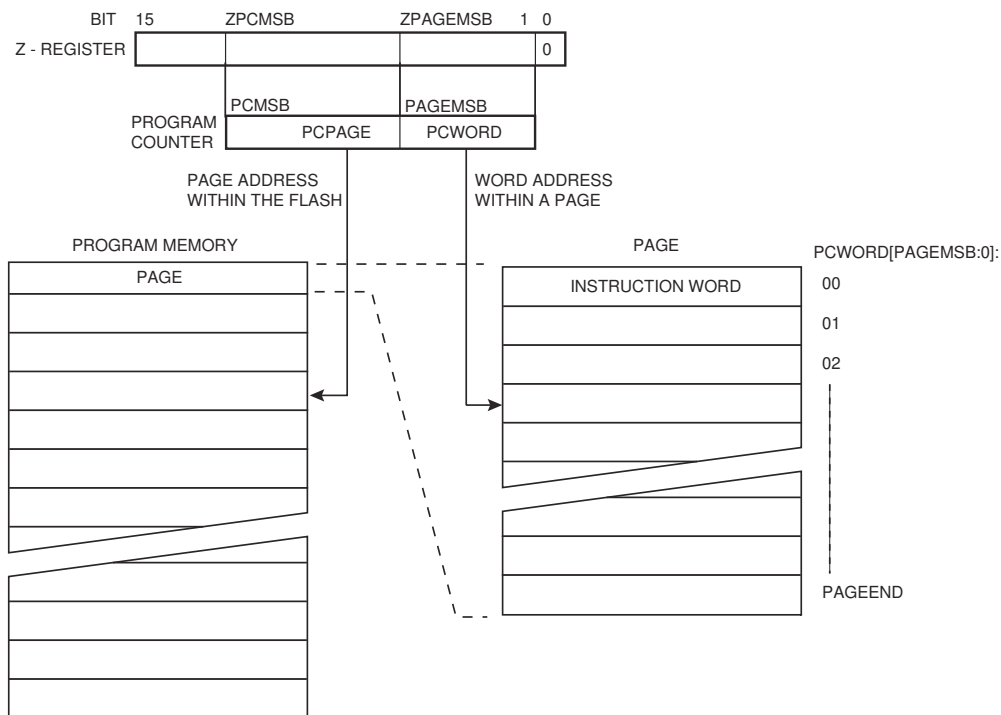 BIT 15 ZPCMSB ZPAGEMSB 1 0
Z - REGISTER 0
PCMSB PAGEMSB
PROGRAM
COUNTER
PCPAGE PCWORD
PAGE ADDRESS
WITHIN THE FLASH
WORD ADDRESS
WITHIN A PAGE
PROGRAM MEMORY
PAGE
PAGE
PCWORD[PAGEMSB:0]:
INSTRUCTION WORD 00
01
02
PAGEEND